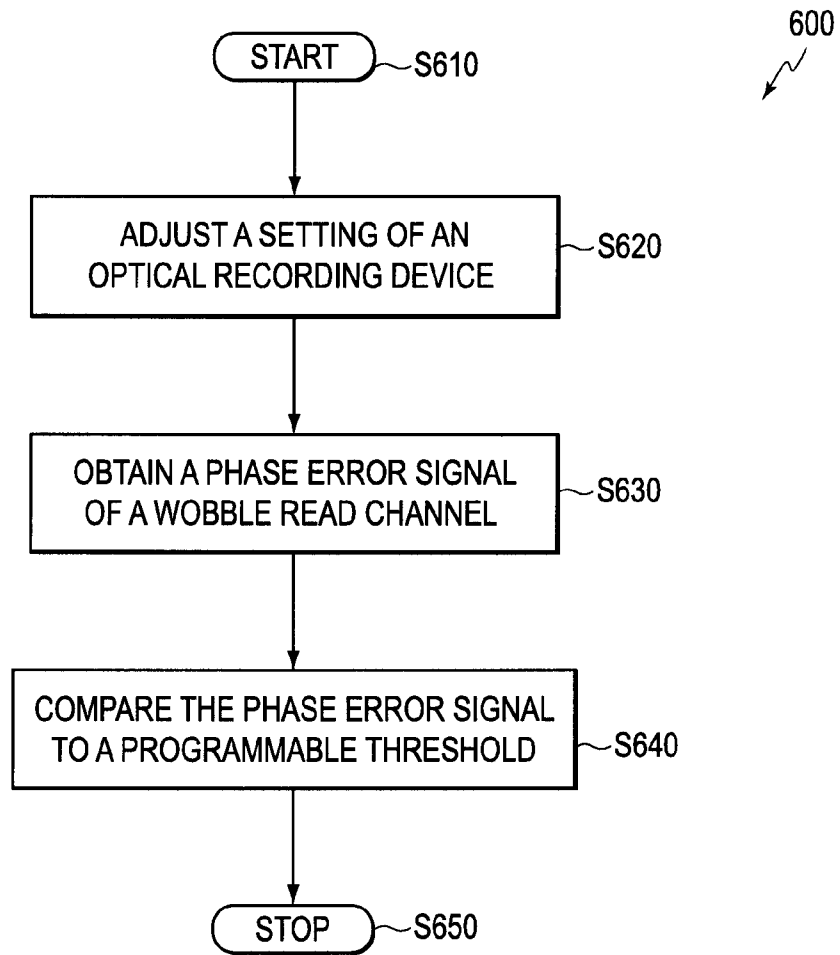 600
START
S610
ADJUST A SETTING OF AN
OPTICAL RECORDING DEVICE
S620
OBTAIN A PHASE ERROR SIGNAL
OF A WOBBLE READ CHANNEL
S630
COMPARE THE PHASE ERROR SIGNAL
TO A PROGRAMMABLE THRESHOLD
S640
STOP
S650